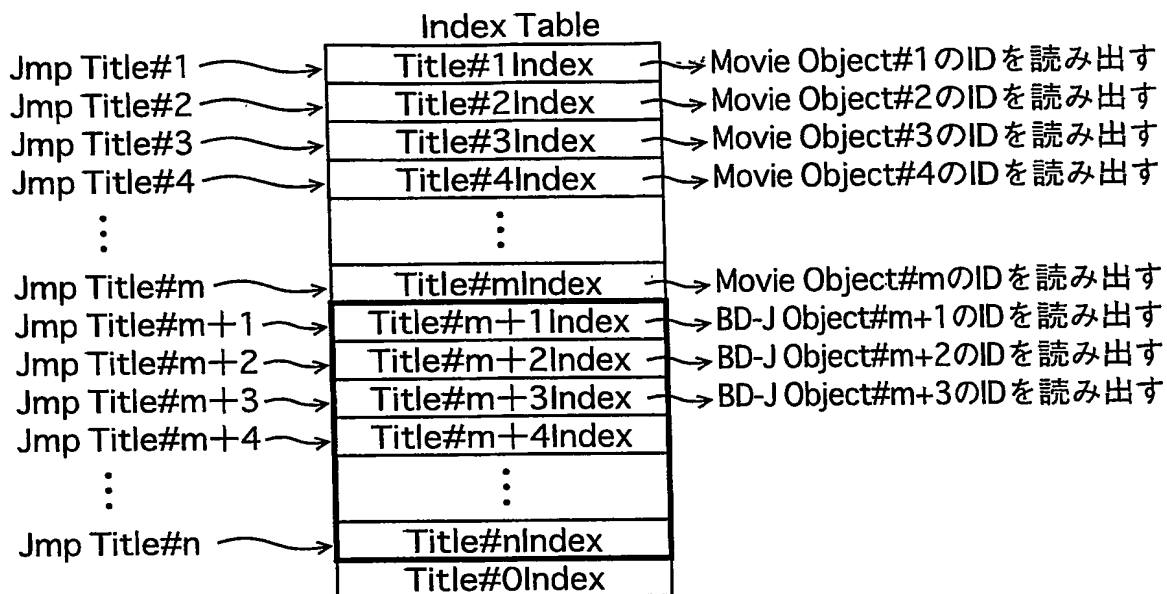 Index Table
Jmp Title#1 Title#1Index Movie Object#1のIDを読み出す
Jmp Title#2 Title#2Index Movie Object#2のIDを読み出す
Jmp Title#3 Title#3Index Movie Object#3のIDを読み出す
Jmp Title#4 Title#4Index Movie Object#4のIDを読み出す
Jmp Title#m Title#mIndex Movie Object#mのIDを読み出す
Jmp Title#m+1 Title#m+1Index BD-J Object#m+1のIDを読み出す
Jmp Title#m+2 Title#m+2Index BD-J Object#m+2のIDを読み出す
Jmp Title#m+3 Title#m+3Index BD-J Object#m+3のIDを読み出す
Jmp Title#m+4 Title#m+4Index
Jmp Title#n Title#nIndex
Title#0Index